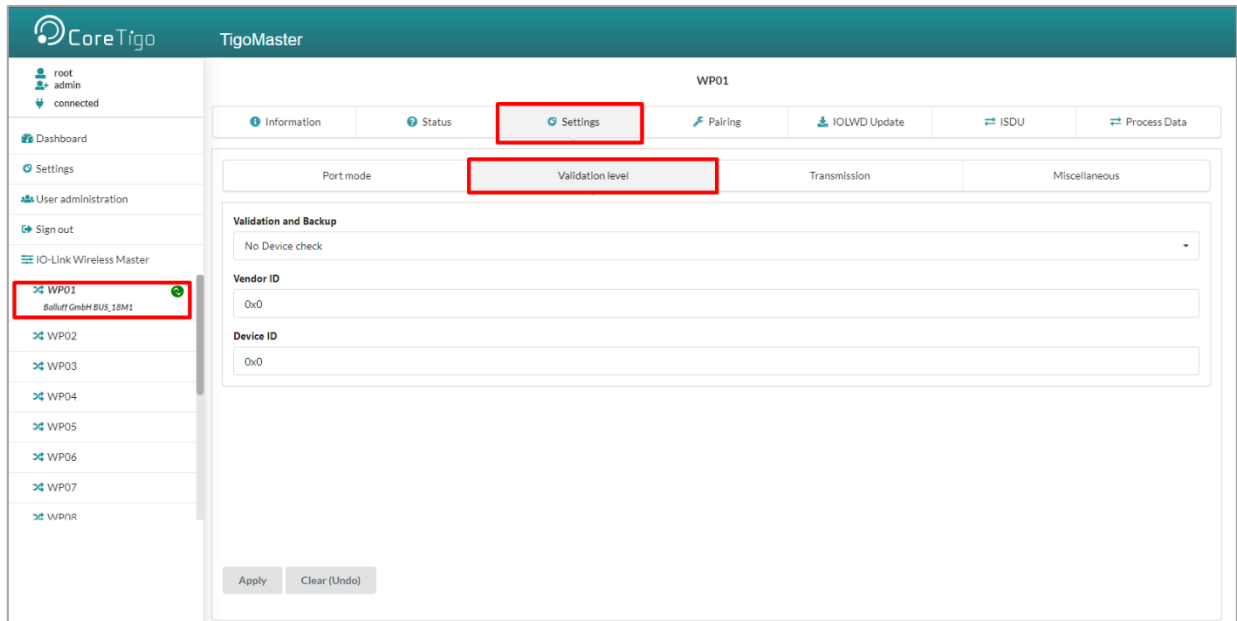 CoreTigo
TigoMaster
root
admin
connected
Dashboard
Settings
User administration
Sign out
IO-Link Wireless Master
WP01
Balluff GmbH BUS_18M1
WP02
WP03
WP04
WP05
WP06
WP07
WP08
WP01
Information Status Settings Pairing IOLWD Update ISDU Process Data
Port mode Validation level Transmission Miscellaneous
Validation and Backup
No Device check
Vendor ID
0x0
Device ID
0x0
Apply Clear (Undo)